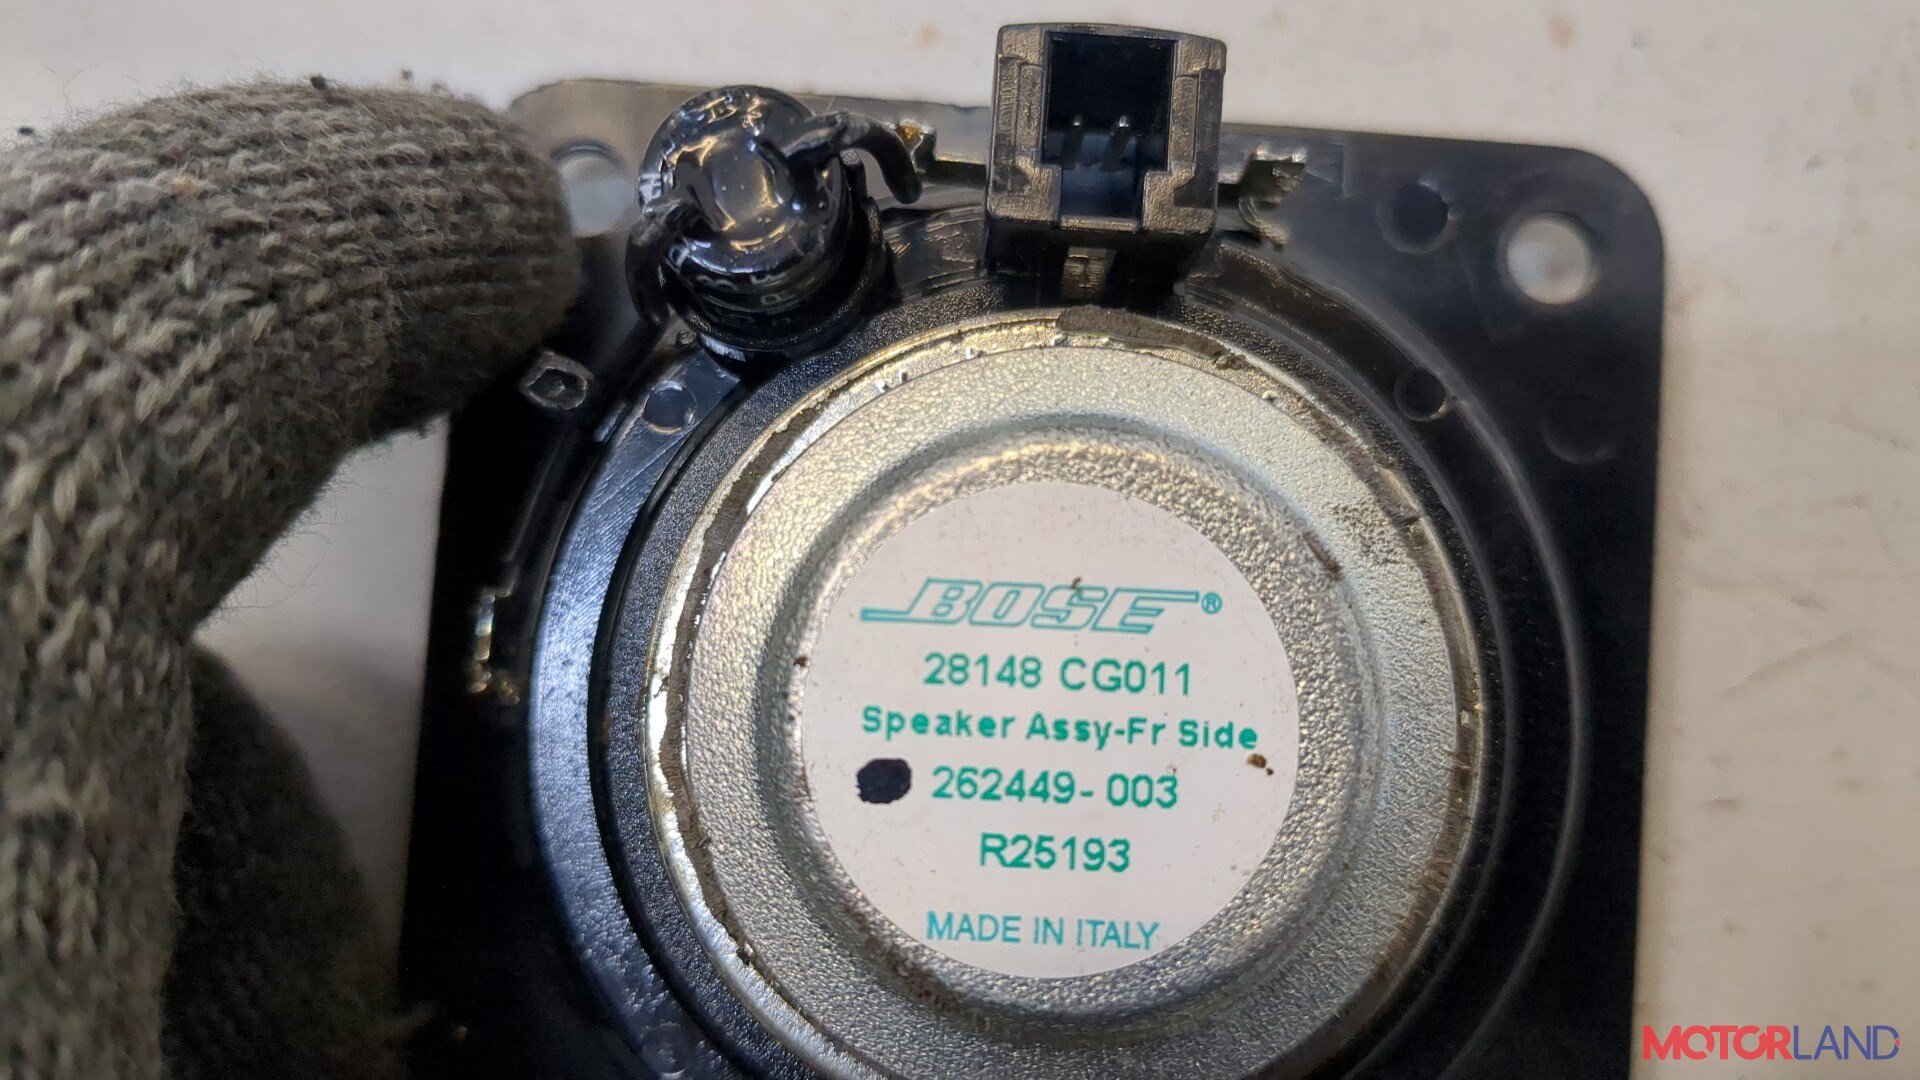 BOSE®
28148 CG011
Speaker Assy-Fr Side
262449-003
R25193
MADE IN ITALY
MOTORLAND